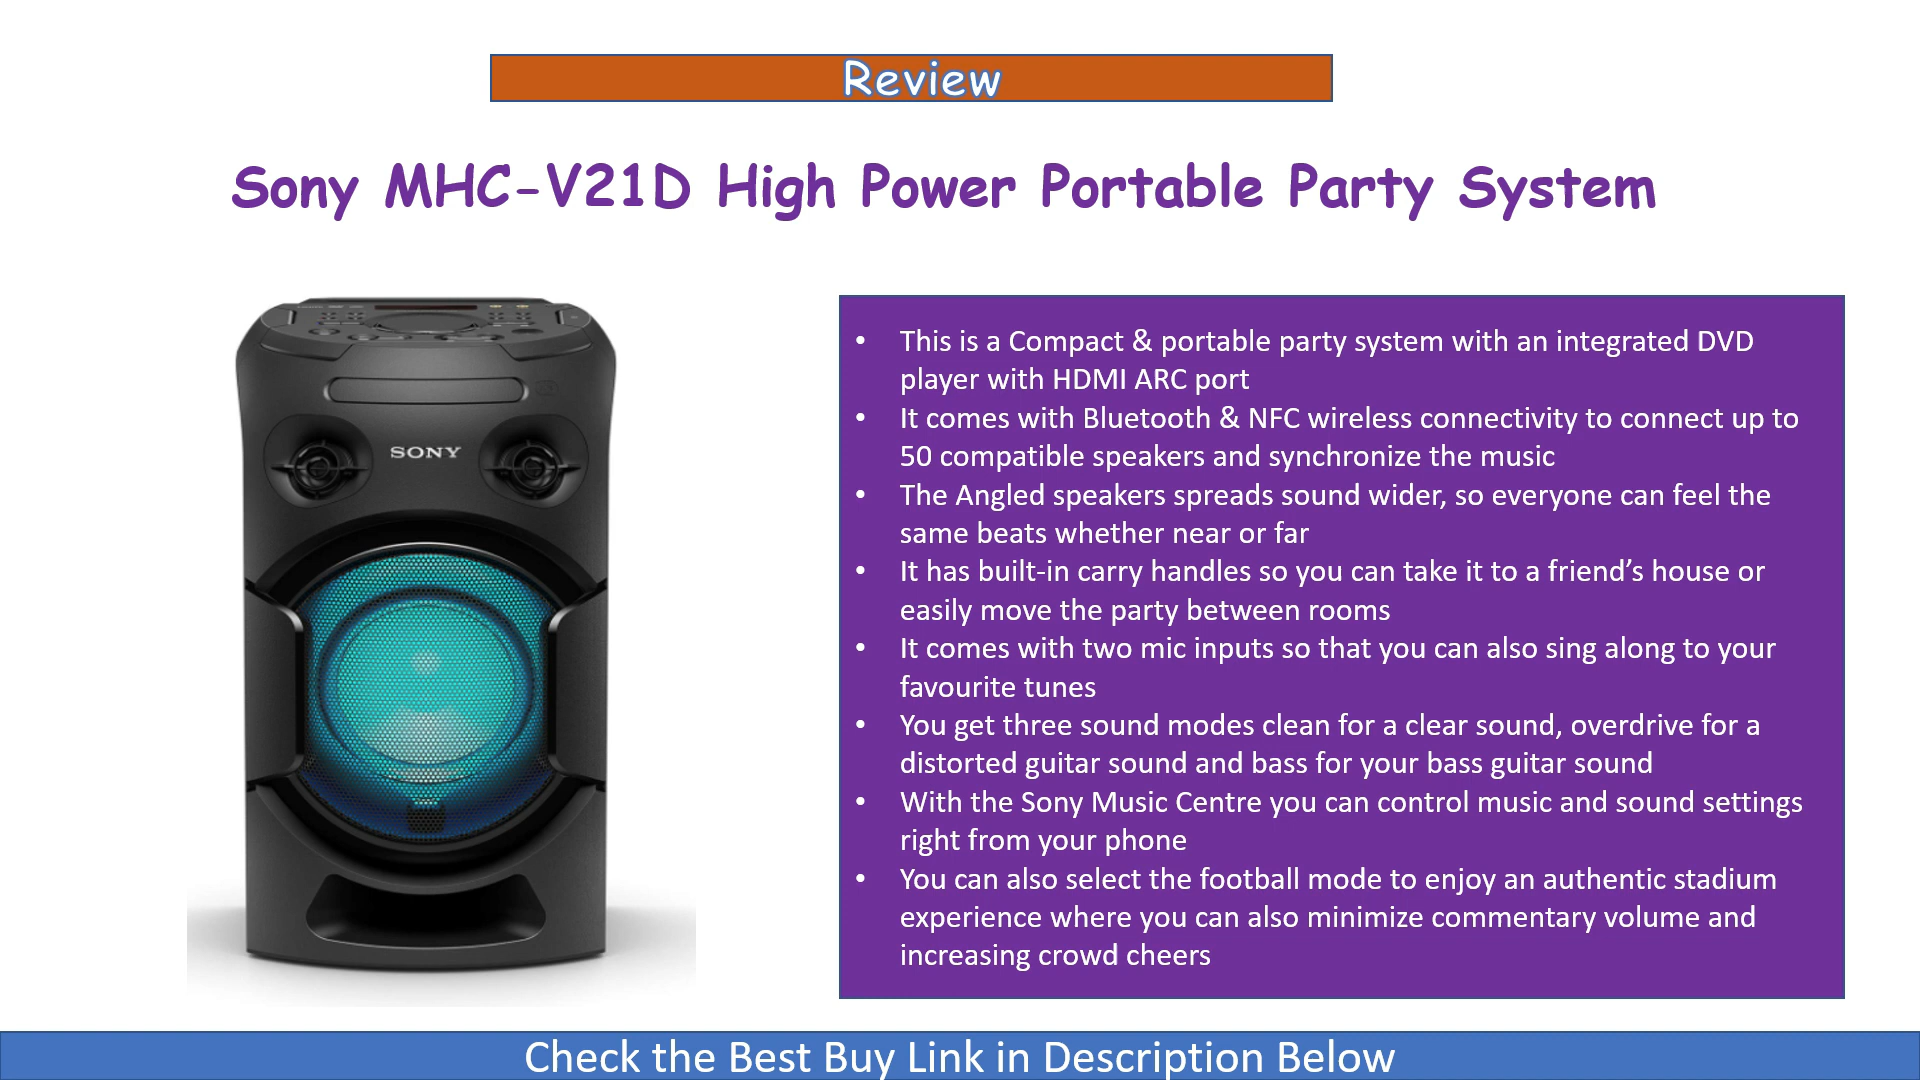 Review
Sony MHC-V21D High Power Portable Party System
SONY
• This is a Compact & portable party system with an integrated DVD
player with HDMI ARC port
• It comes with Bluetooth & NFC wireless connectivity to connect up to
50 compatible speakers and synchronize the music
• The Angled speakers spreads sound wider, so everyone can feel the
same beats whether near or far
• It has built-in carry handles so you can take it to a friend’s house or
easily move the party between rooms
• It comes with two mic inputs so that you can also sing along to your
favourite tunes
• You get three sound modes clean for a clear sound, overdrive for a
distorted guitar sound and bass for your bass guitar sound
• With the Sony Music Centre you can control music and sound settings
right from your phone
• You can also select the football mode to enjoy an authentic stadium
experience where you can also minimize commentary volume and
increasing crowd cheers
Check the Best Buy Link in Description Below